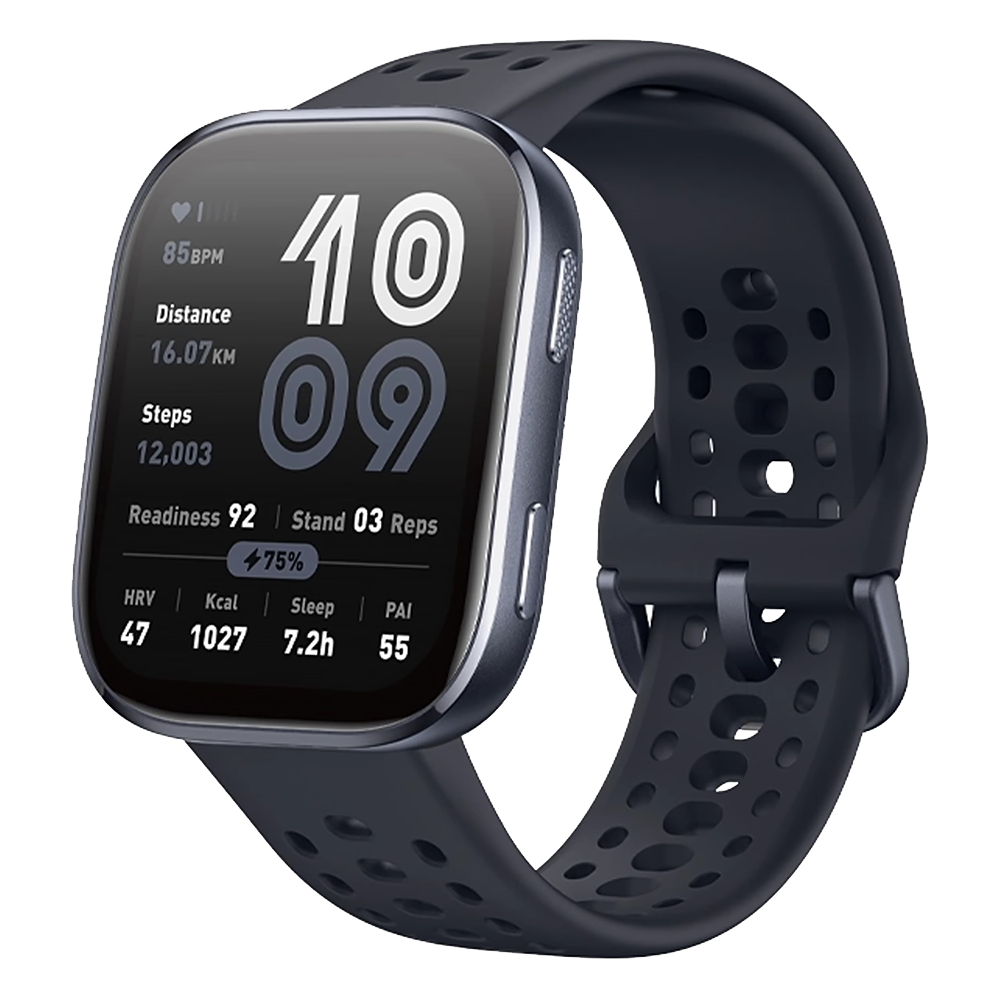 10
85BPM
Distance
16.07KM
09
Steps
12,003
Readiness 92 | Stand 03 Reps
75%
HRV | Kcal | Sleep | PAI
47 1027 7.2h 55